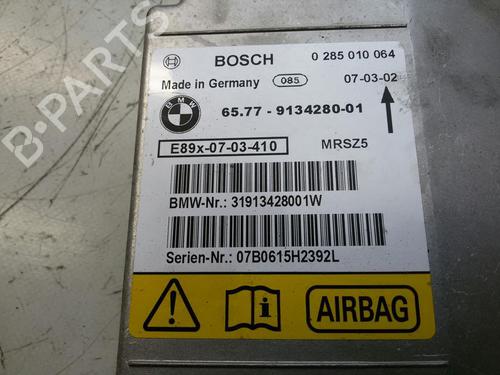 BOSCH 0 285 010 064
Made in Germany 085 07-03-02
BMW 65.77 - 9134280-01
E89x-07-03-410 MRSZ5
BMW-Nr.: 31913428001W
Serien-Nr.: 07B0615H2392L
AIRBAG
B-PARTS